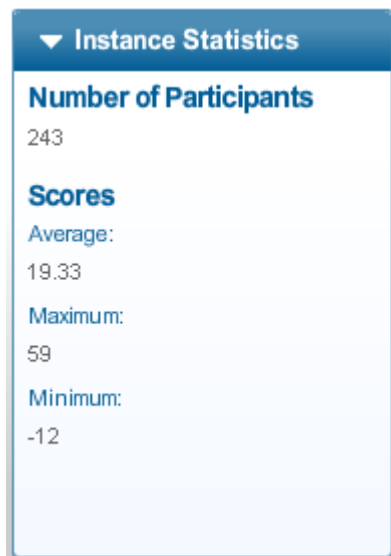 Instance Statistics
Number of Participants
243
Scores
Average:
19.33
Maximum:
59
Minimum:
-12